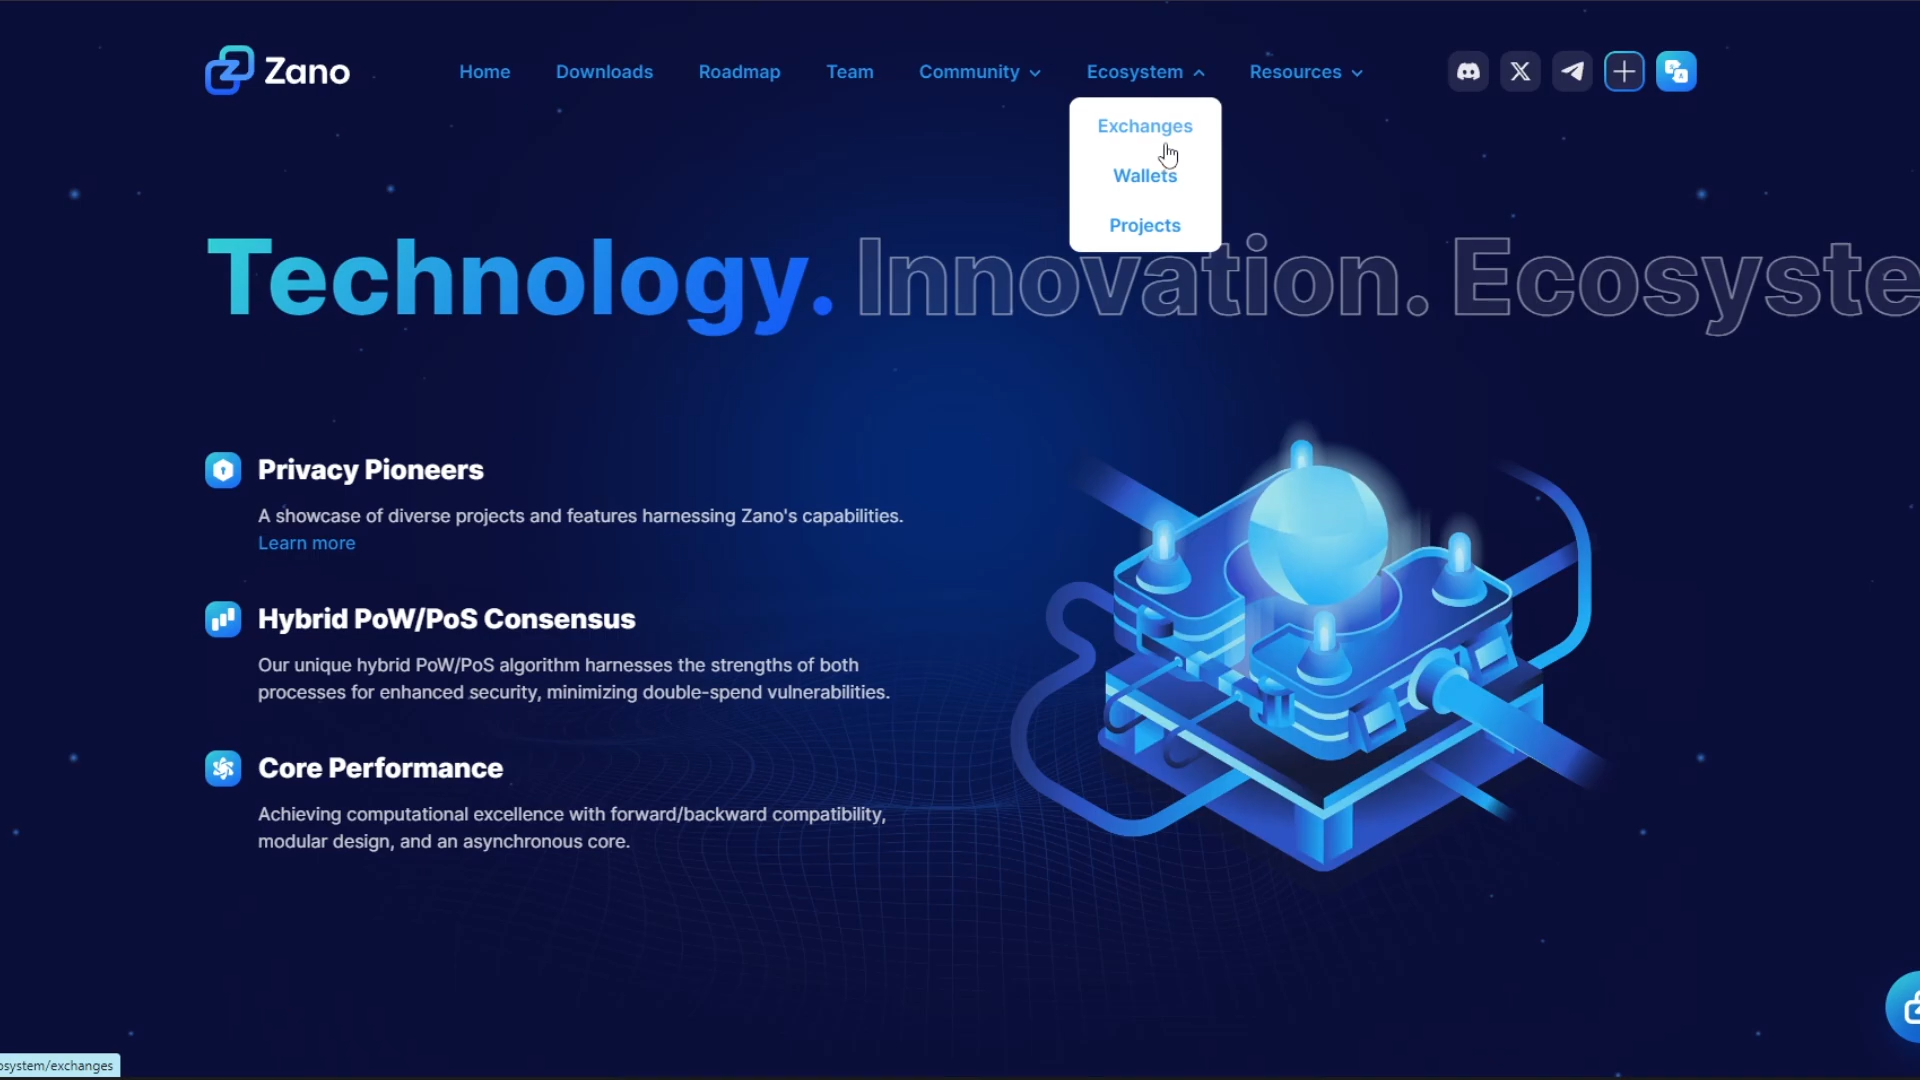 Zano
Home Downloads Roadmap Team Community Ecosystem Resources
Exchanges
Wallets
Projects
Technology. Innovation. Ecosyste
Privacy Pioneers
A showcase of diverse projects and features harnessing Zano's capabilities.
Learn more
Hybrid PoW/PoS Consensus
Our unique hybrid PoW/PoS algorithm harnesses the strengths of both
processes for enhanced security, minimizing double-spend vulnerabilities.
Core Performance
Achieving computational excellence with forward/backward compatibility,
modular design, and an asynchronous core.
osystem/exchanges